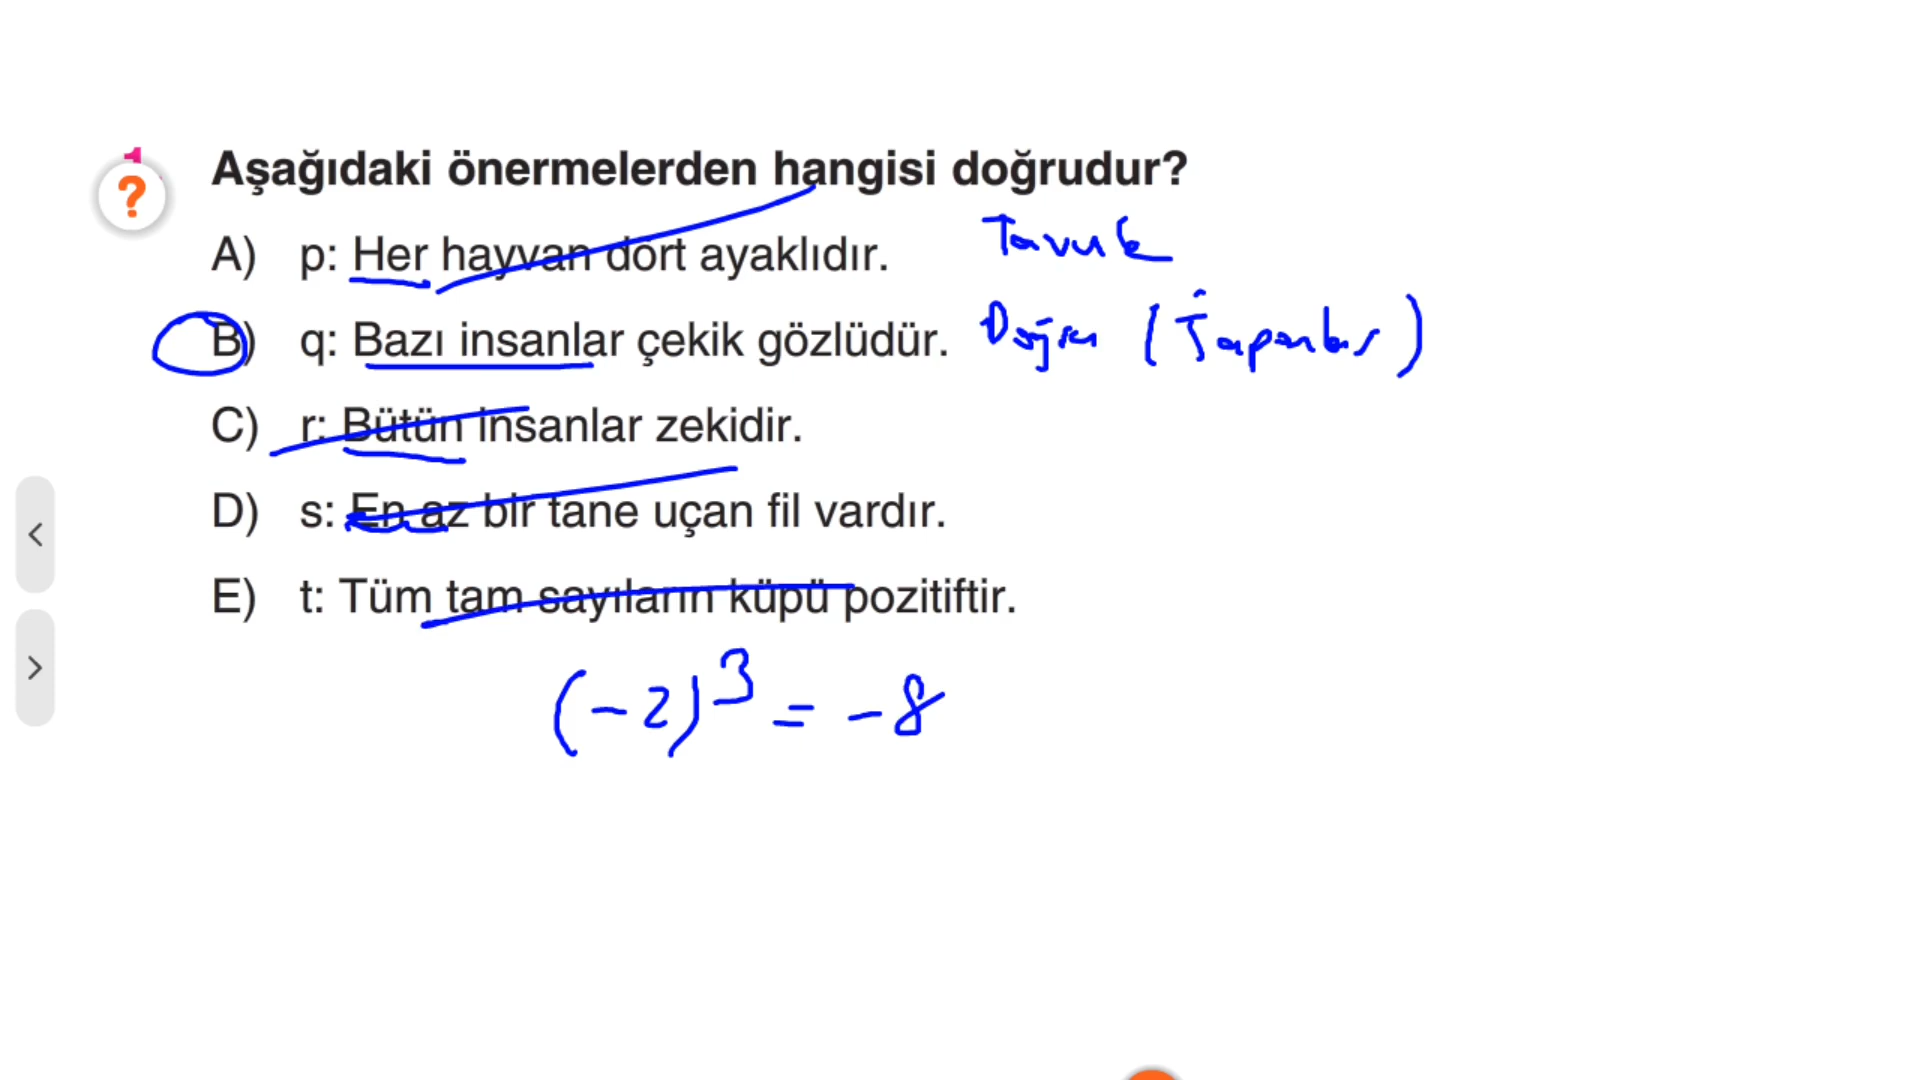 1
?
Aşağıdaki önermelerden hangisi doğrudur?
A) p: Her hayvan dört ayaklıdır. Tavuk
B) q: Bazı insanlar çekik gözlüdür. Doğru (Japonlar)
C) r: Bütün insanlar zekidir.
D) s: En az bir tane uçan fil vardır.
E) t: Tüm tam sayıların küpü pozitiftir.
(-2)³ = -8